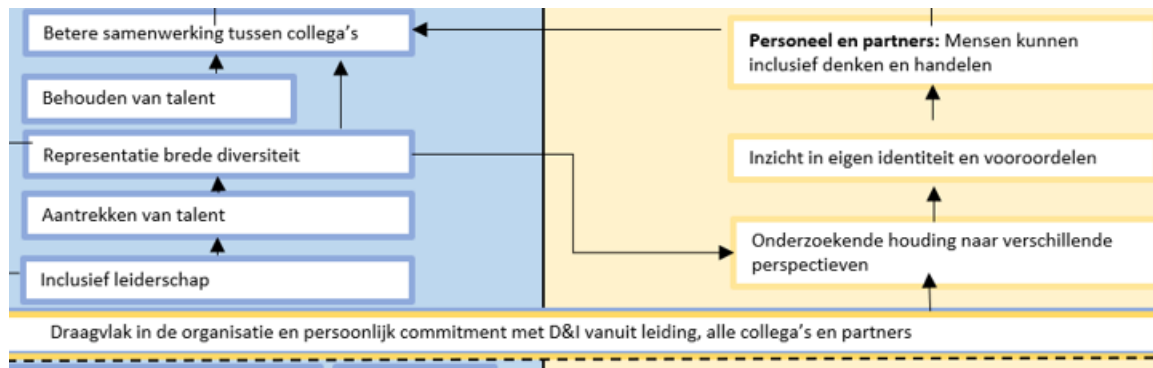 Betere samenwerking tussen collega's
Behouden van talent
Representatie brede diversiteit
Aantrekken van talent
Inclusief leiderschap
Personeel en partners: Mensen kunnen
inclusief denken en handelen
Inzicht in eigen identiteit en vooroordelen
Onderzoekende houding naar verschillende
perspectieven
Draagvlak in de organisatie en persoonlijk commitment met D&I vanuit leiding, alle collega's en partners